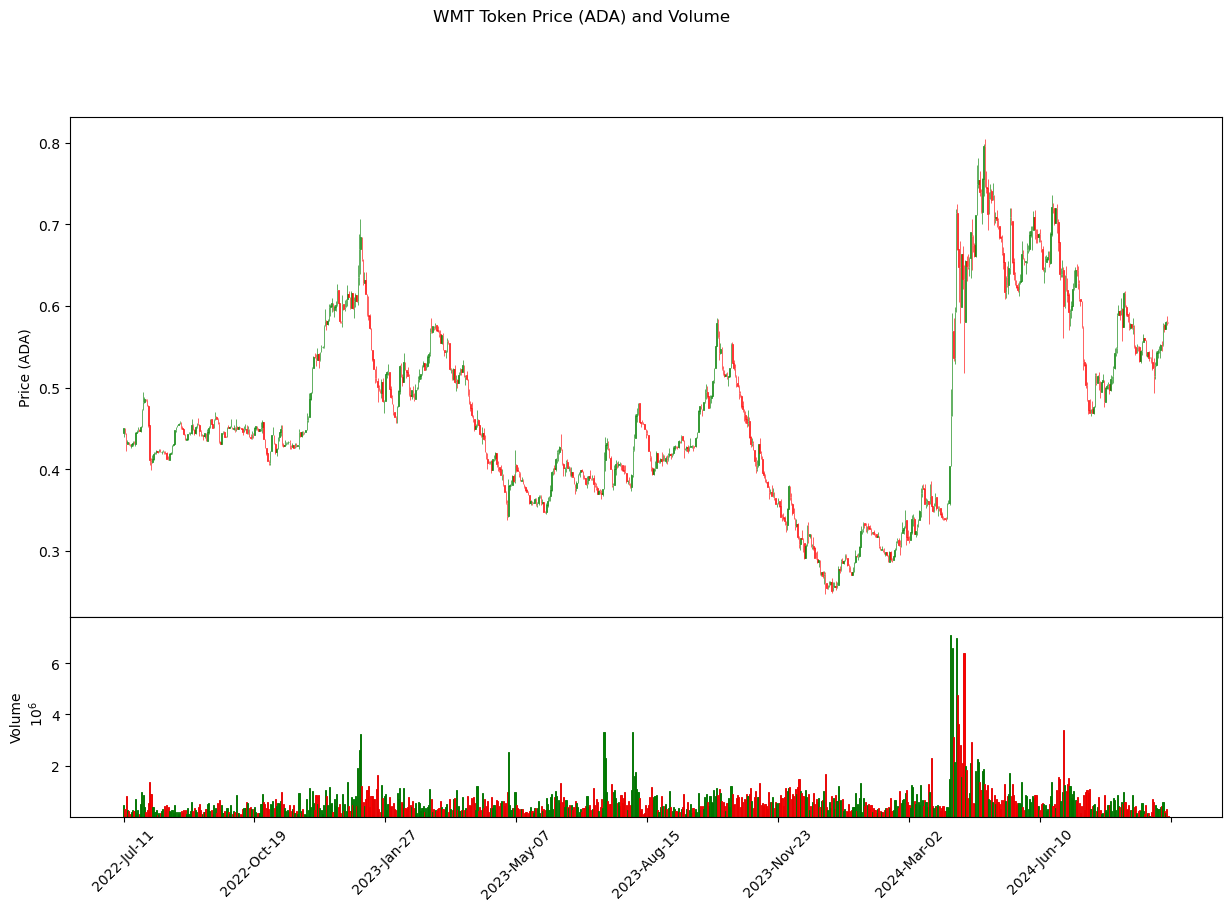 WMT Token Price (ADA) and Volume
Price (ADA)
0.8
0.7
0.6
0.5
0.4
0.3
Volume
10^6
6
4
2
2022-Jul-11
2022-Oct-19
2023-Jan-27
2023-May-07
2023-Aug-15
2023-Nov-23
2024-Mar-02
2024-Jun-10